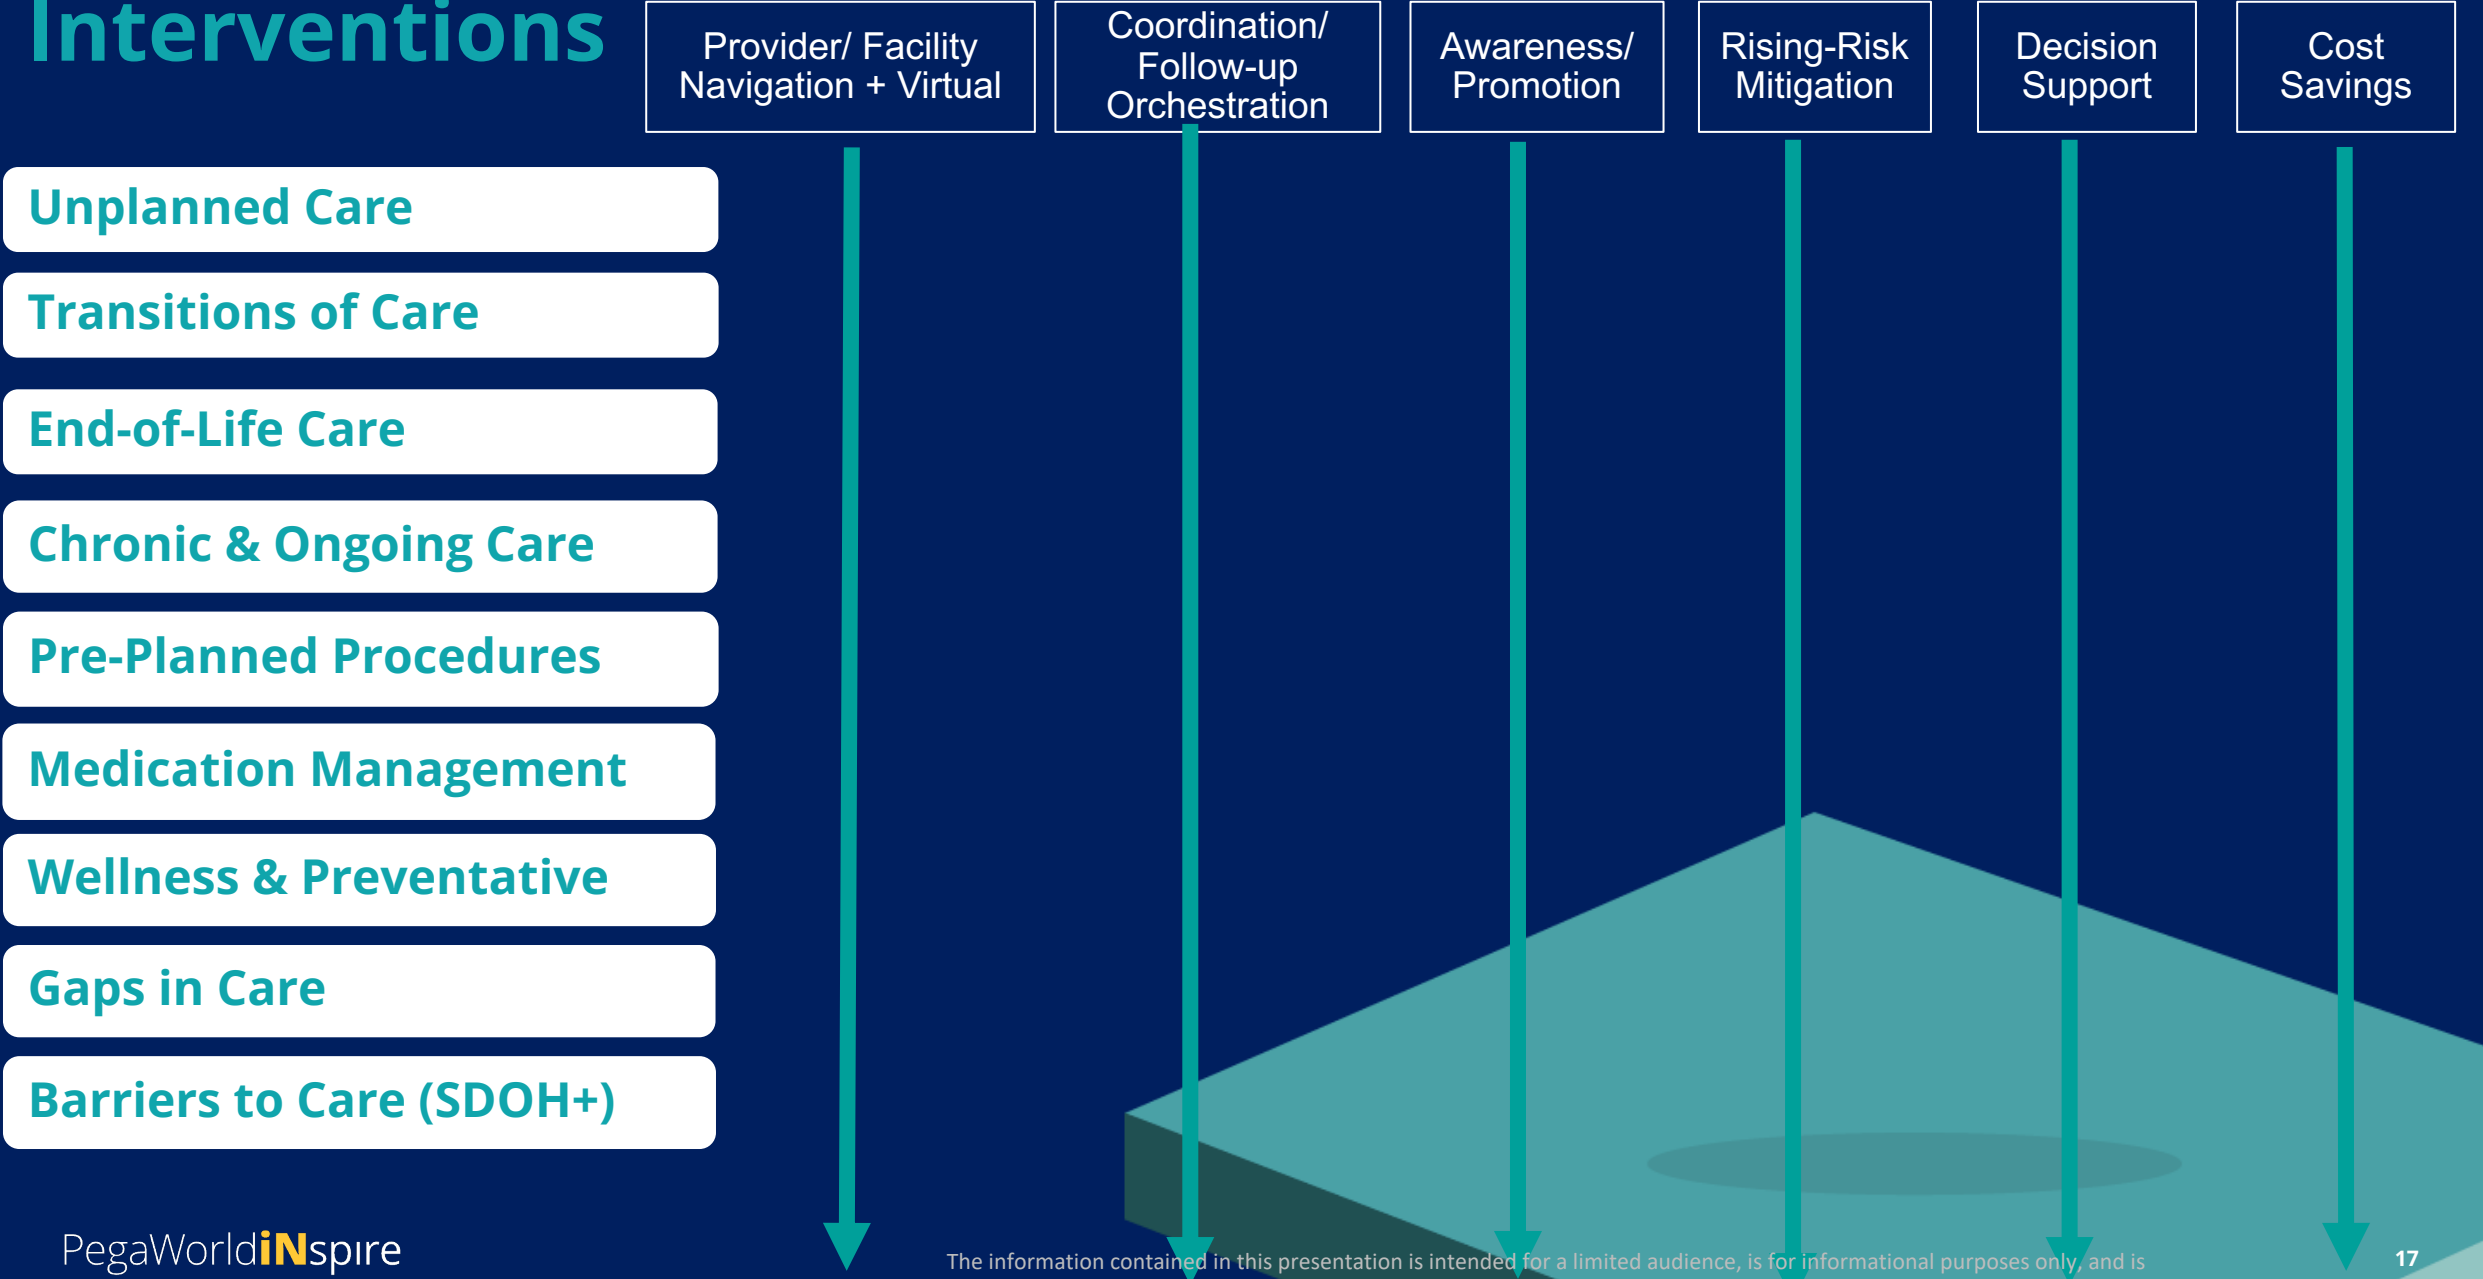 Interventions
Provider/ Facility
Navigation + Virtual
Coordination/
Follow-up
Orchestration
Awareness/
Promotion
Rising-Risk
Mitigation
Decision
Support
Cost
Savings
Unplanned Care
Transitions of Care
End-of-Life Care
Chronic & Ongoing Care
Pre-Planned Procedures
Medication Management
Wellness & Preventative
Gaps in Care
Barriers to Care (SDOH+)
PegaWorldiNspire
The information contained in this presentation is intended for a limited audience, is for informational purposes only, and is
17